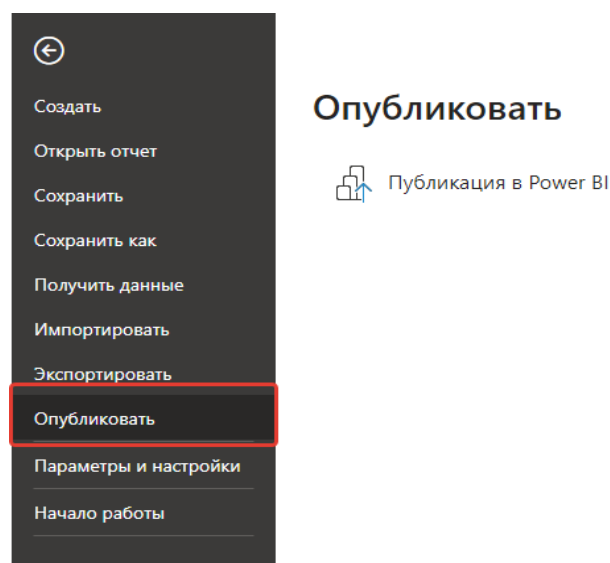 Создать
Открыть отчет
Сохранить
Сохранить как
Получить данные
Импортировать
Экспортировать
Опубликовать
Параметры и настройки
Начало работы
Опубликовать
Публикация в Power BI